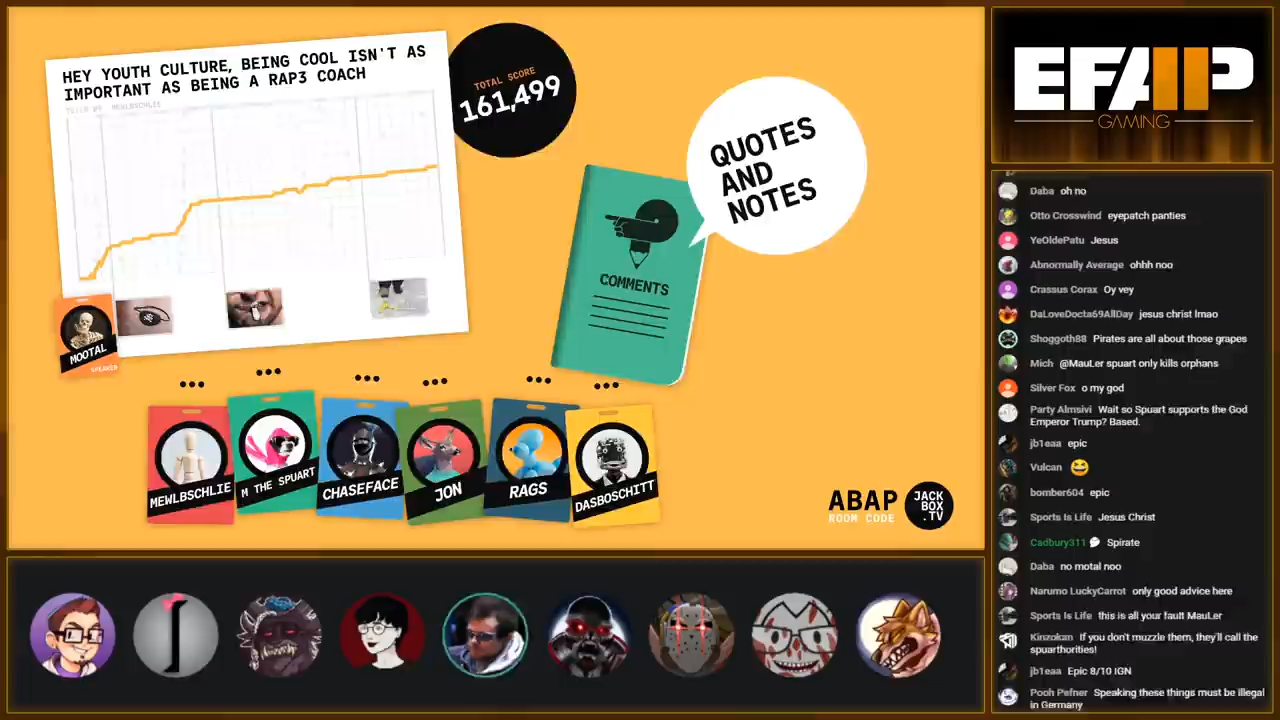 HEY YOUTH CULTURE, BEING COOL ISN'T AS
IMPORTANT AS BEING A RAP3 COACH
MEWLBSCHLIE
TOTAL SCORE
161,499
QUOTES
AND
NOTES
COMMENTS
MOOTAL
SPEAKER
MEWLBSCHLIE
M THE SPUART
CHASEFACE
JON
RAGS
DASBOSCHITT
ABAP
ROOM CODE
JACK
BOX
.TV
EFAP
GAMING
Daba oh no
Otto Crosswind eyepatch panties
YeOldePatu Jesus
Abnormally Average ohhh noo
Crassus Corax Oy vey
DaLoveDocta69AllDay jesus christ lmao
Shoggoth88 Pirates are all about those grapes
Mich @MauLer spuart only kills orphans
Silver Fox o my god
Party Almsivi Wait so Spuart supports the God
Emperor Trump? Based.
jb1eaa epic
Vulcan 😆
bomber604 epic
Sports Is Life Jesus Christ
Cadbury311 Spirate
Daba no motal noo
Narumo LuckyCarrot only good advice here
Sports Is Life this is all your fault MauLer
Kinzokan If you don't muzzle them, they'll call the
spuarthorities!
jb1eaa Epic 8/10 IGN
Pooh Pefner Speaking these things must be illegal
in Germany